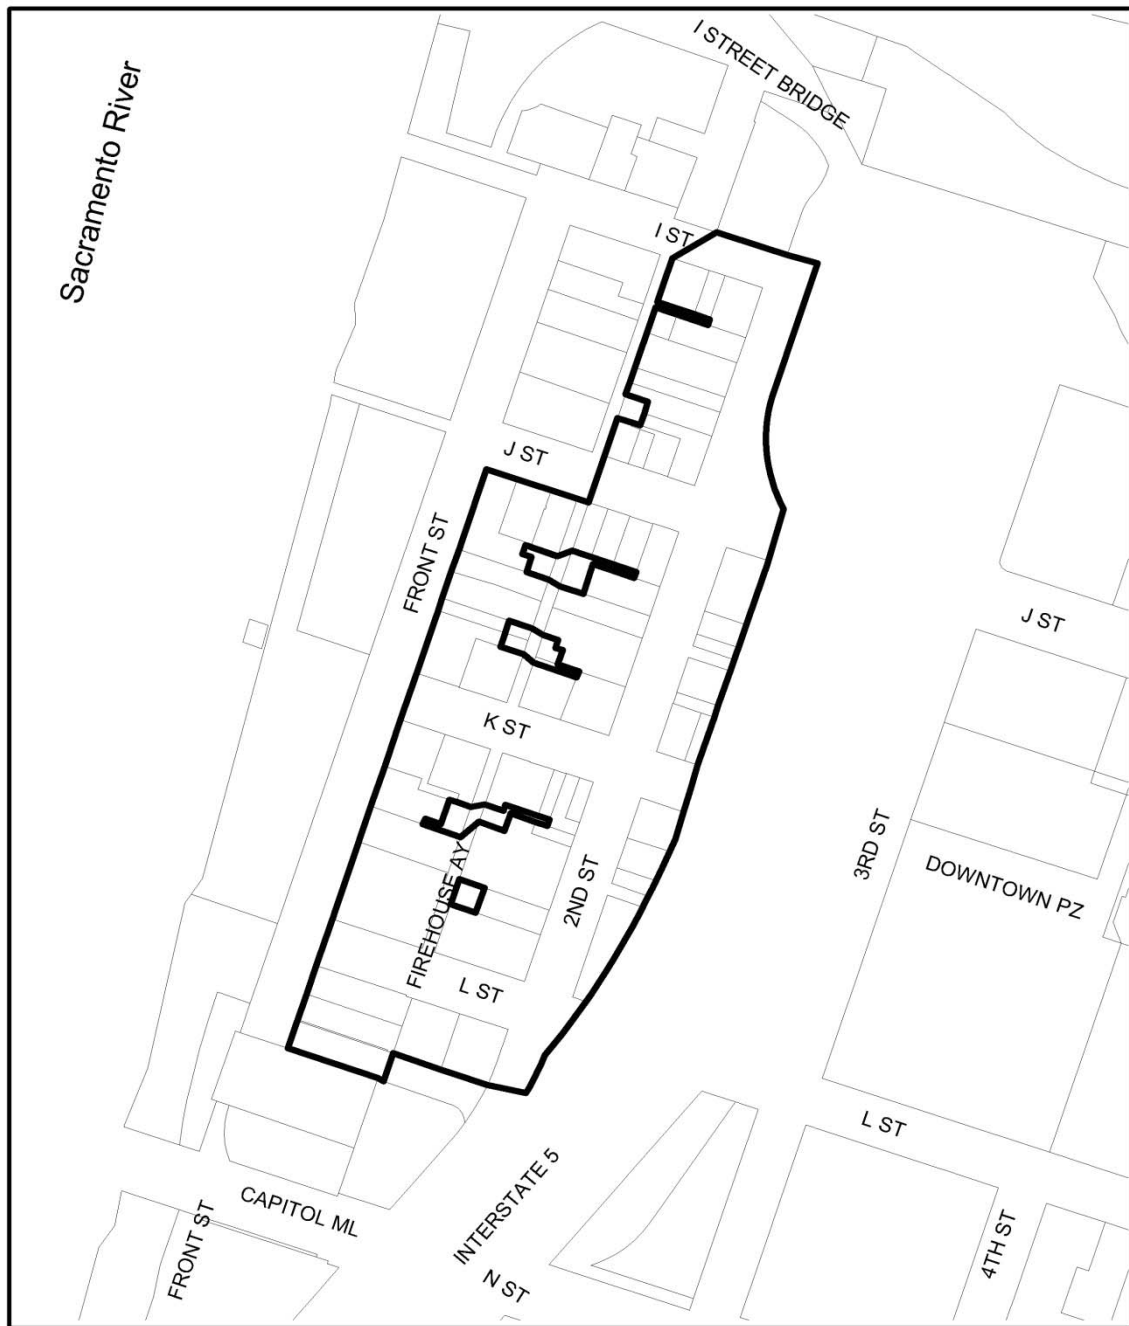 I STREET BRIDGE
Sacramento River
I ST
J ST
FRONT ST
J ST
K ST
3RD ST
DOWNTOWN PZ
FIREHOUSE AY
2ND ST
L ST
L ST
CAPITOL ML
INTERSTATE 5
FRONT ST
4TH ST
N ST